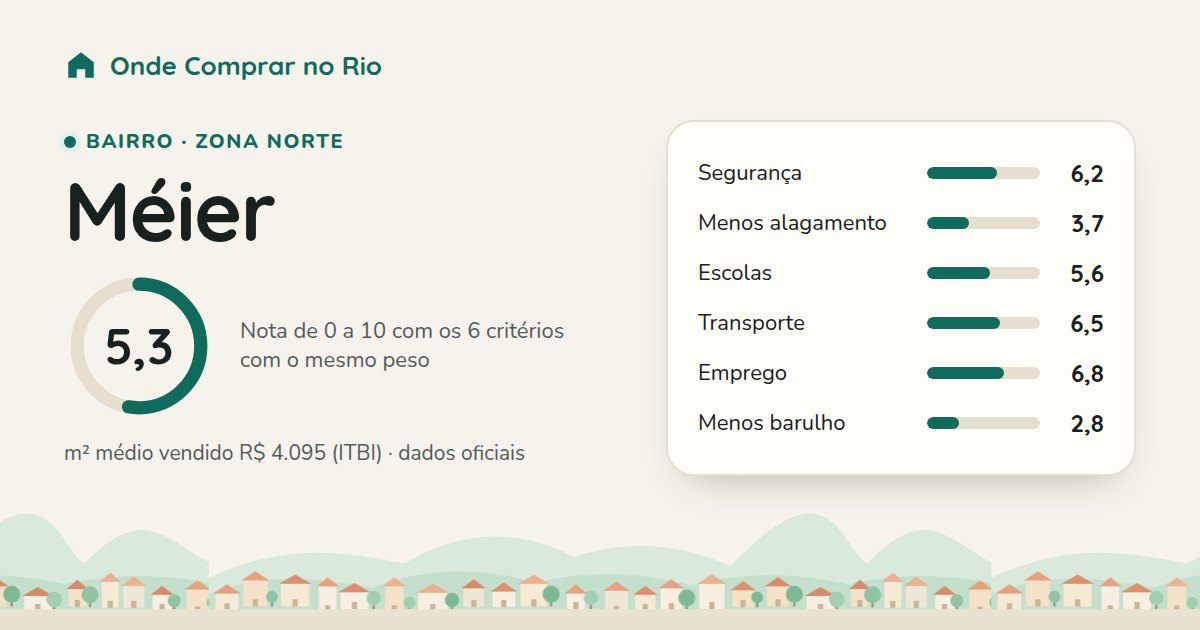 Onde Comprar no Rio
BAIRRO · ZONA NORTE
Méier
5,3
Nota de 0 a 10 com os 6 critérios
com o mesmo peso
m² médio vendido R$ 4.095 (ITBI) · dados oficiais
Segurança 6,2
Menos alagamento 3,7
Escolas 5,6
Transporte 6,5
Emprego 6,8
Menos barulho 2,8